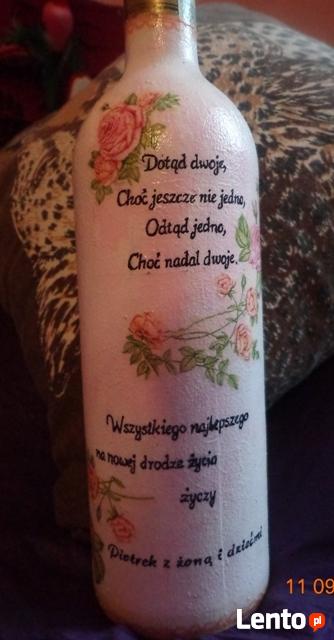 Dotąd dwoje,
Choć jeszcze nie jedno,
Odtąd jedno,
Choć nadal dwoje.
Wszystkiego najlepszego
na nowej drodze życia
życzy
Piotrek z żoną i dziećmi
11 09
Lento.pl